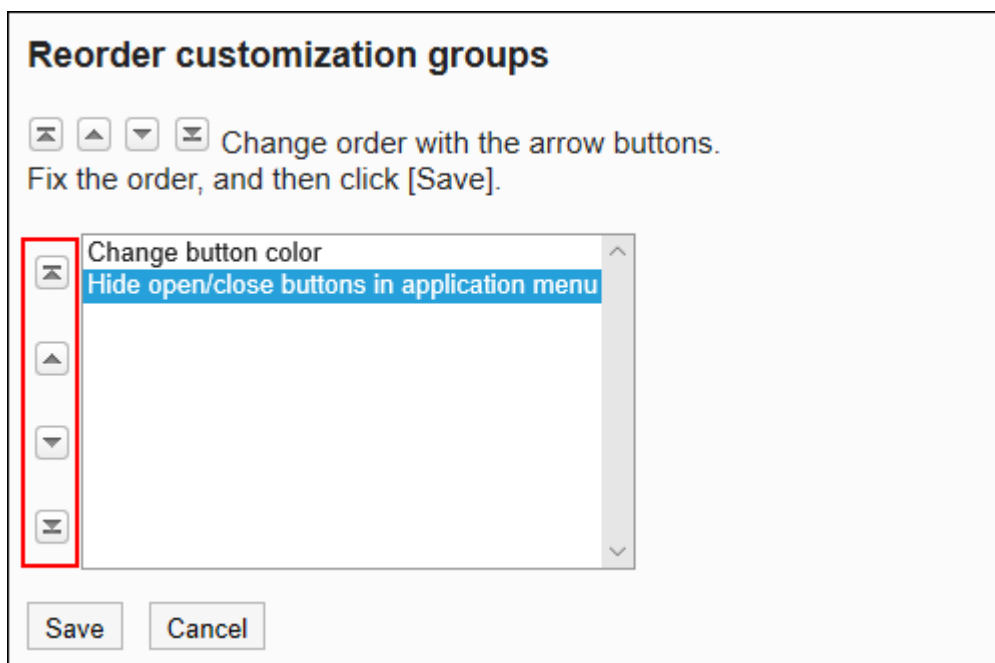 Reorder customization groups
Change order with the arrow buttons.
Fix the order, and then click [Save].
Change button color
Hide open/close buttons in application menu
Save
Cancel